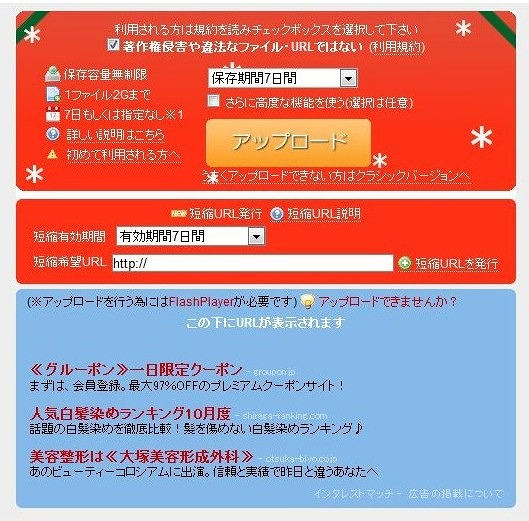 利用される方は規約を読みチェックボックスを選択して下さい
著作権侵害や違法なファイル・URLではない (利用規約)
保存容量無制限
保存期間7日間
1ファイル2Gまで
さらに高度な機能を使う(選択は任意)
7日もしくは指定なし※1
詳しい説明はこちら
アップロード
初めて利用される方へ
うまくアップロードできない方はクラシックバージョンへ
NEW 短縮URL発行 短縮URL説明
短縮有効期間 有効期間7日間
短縮希望URL http:// 短縮URLを発行
(※アップロードを行う為にはFlashPlayerが必要です) アップロードできませんか？
この下にURLが表示されます
≪グルーポン≫一日限定クーポン - groupon.jp
まずは、会員登録。最大97%OFFのプレミアムクーポンサイト！
人気白髪染めランキング10月度 - shiraga-ranking.com
話題の白髪染めを徹底比較！髪を傷めない白髪染めランキング♪
美容整形は≪大塚美容形成外科≫ - otsuka-biyo.co.jp
あのビューティーコロシアムに出演。信頼と実績で昨日と違うあなたへ
インタレストマッチ - 広告の掲載について